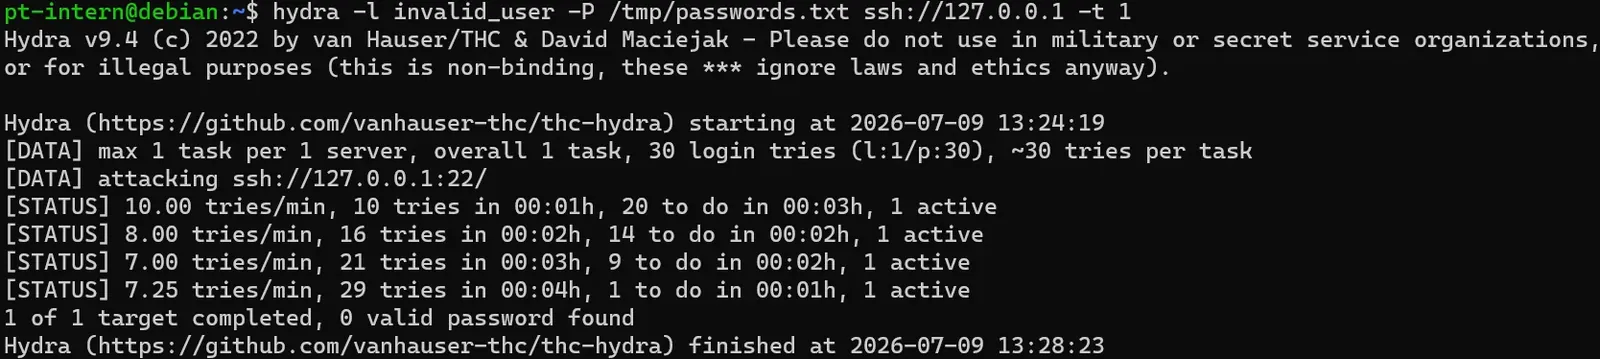 pt-intern@debian:~$ hydra -l invalid_user -P /tmp/passwords.txt ssh://127.0.0.1 -t 1
Hydra v9.4 (c) 2022 by van Hauser/THC & David Maciejak - Please do not use in military or secret service organizations,
or for illegal purposes (this is non-binding, these *** ignore laws and ethics anyway).

Hydra (https://github.com/vanhauser-thc/thc-hydra) starting at 2026-07-09 13:24:19
[DATA] max 1 task per 1 server, overall 1 task, 30 login tries (l:1/p:30), ~30 tries per task
[DATA] attacking ssh://127.0.0.1:22/
[STATUS] 10.00 tries/min, 10 tries in 00:01h, 20 to do in 00:03h, 1 active
[STATUS] 8.00 tries/min, 16 tries in 00:02h, 14 to do in 00:02h, 1 active
[STATUS] 7.00 tries/min, 21 tries in 00:03h, 9 to do in 00:02h, 1 active
[STATUS] 7.25 tries/min, 29 tries in 00:04h, 1 to do in 00:01h, 1 active
1 of 1 target completed, 0 valid password found
Hydra (https://github.com/vanhauser-thc/thc-hydra) finished at 2026-07-09 13:28:23